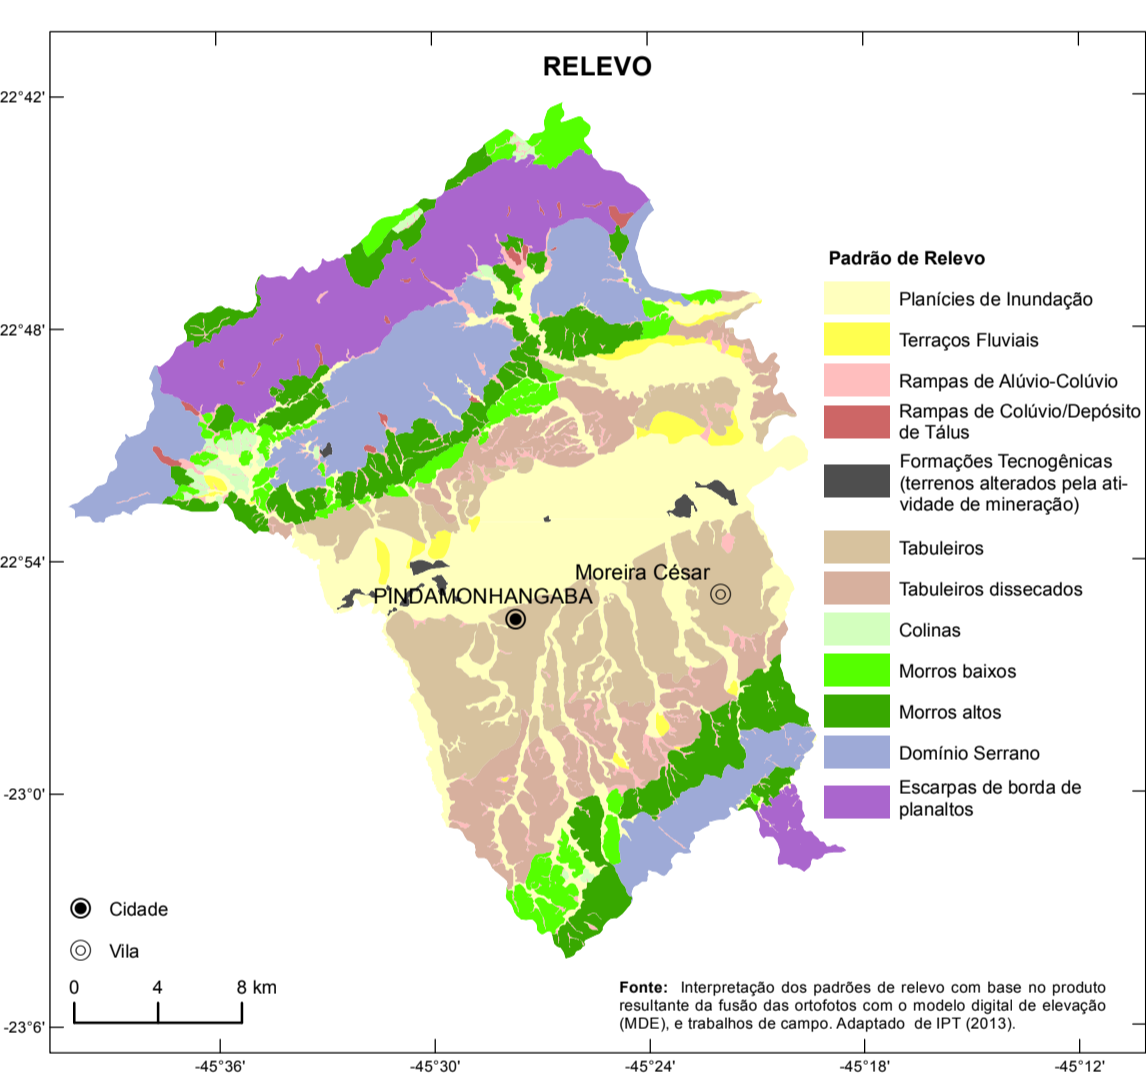 RELEVO
22°42'
22°48'
22°54'
-23°0'
-23°6'
Padrão de Relevo
Planícies de Inundação
Terraços Fluviais
Rampas de Alúvio-Colúvio
Rampas de Colúvio/Depósito
de Tálus
Formações Tecnogênicas
(terrenos alterados pela ati-
vidade de mineração)
Tabuleiros
Tabuleiros dissecados
Colinas
Morros baixos
Morros altos
Domínio Serrano
Escarpas de borda de
planaltos
Moreira César
PINDAMONHANGABA
Cidade
Vila
0 4 8 km
Fonte: Interpretação dos padrões de relevo com base no produto
resultante da fusão das ortofotos com o modelo digital de elevação
(MDE), e trabalhos de campo. Adaptado de IPT (2013).
-45°36' -45°30' -45°24' -45°18' -45°12'